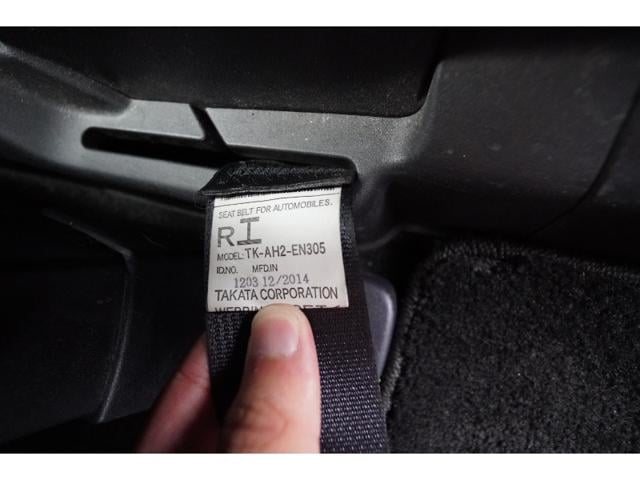 SEAT BELT FOR AUTOMOBILES.
RI
MODEL:TK-AH2-EN305
ID.NO. MFD.IN
1203 12/2014
TAKATA CORPORATION